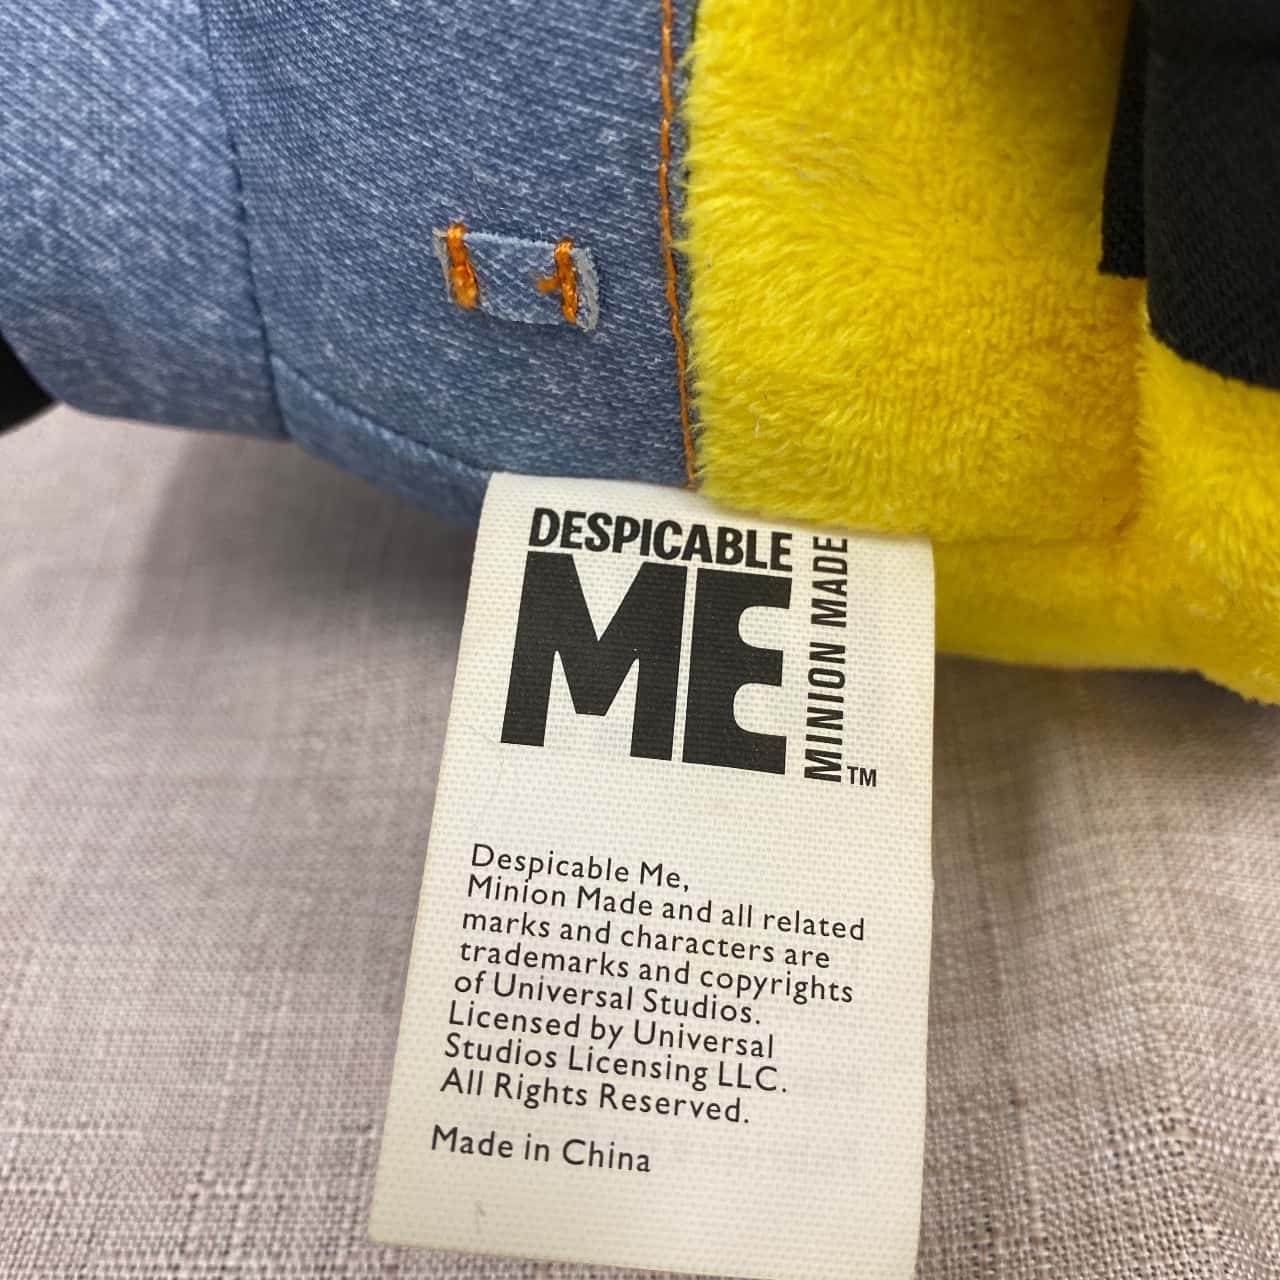 DESPICABLE
ME
MINION MADE
TM
Despicable Me,
Minion Made and all related
marks and characters are
trademarks and copyrights
of Universal Studios.
Licensed by Universal
Studios Licensing LLC.
All Rights Reserved.
Made in China